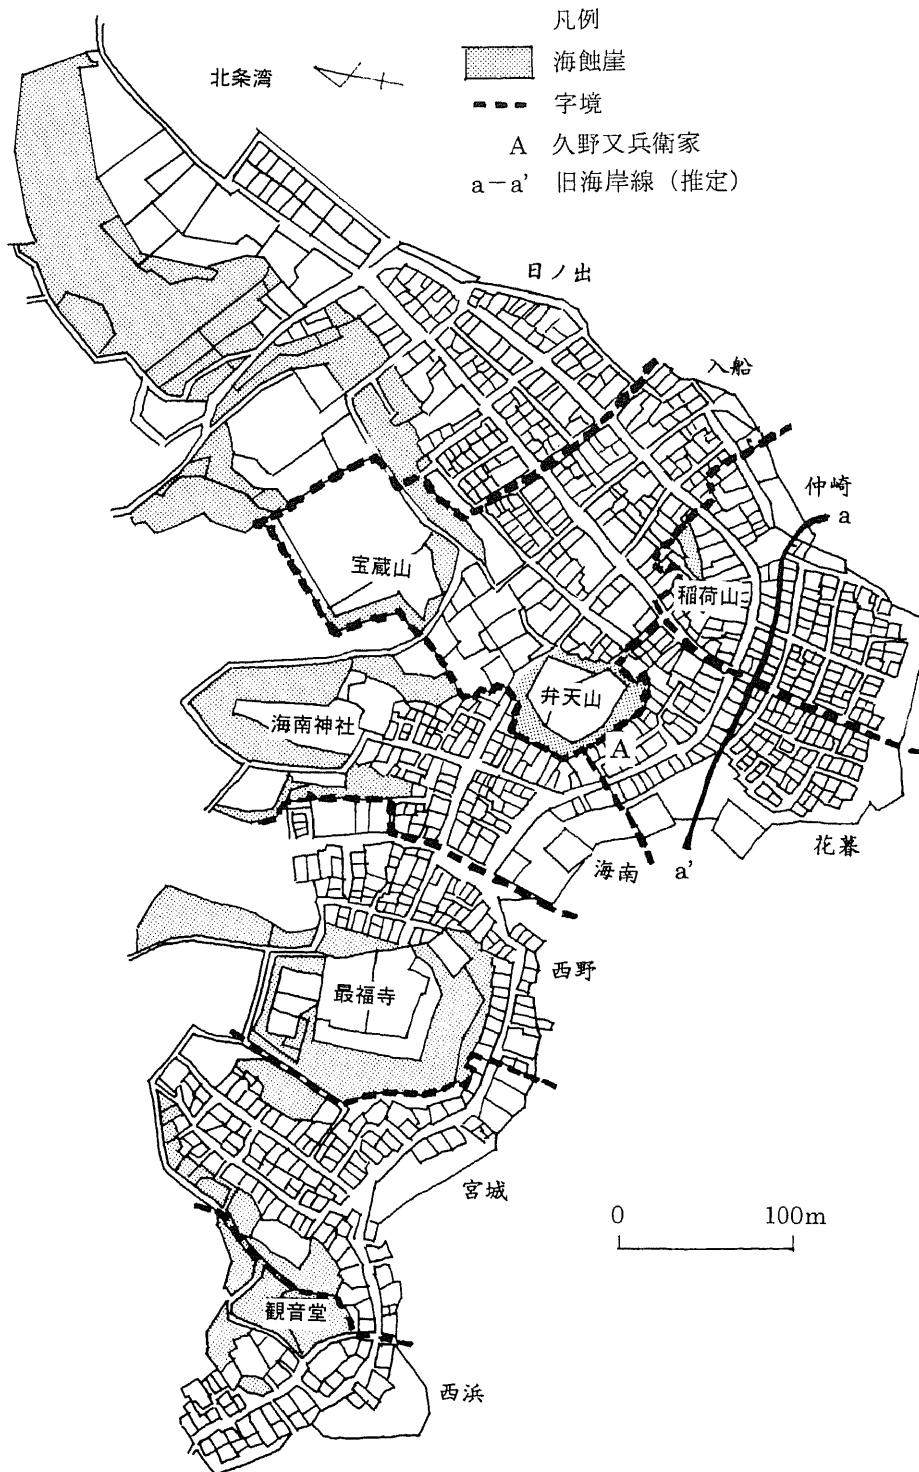 凡例
海蝕崖
字境
A 久野又兵衛家
a－a' 旧海岸線（推定）
北条湾
日ノ出
入船
仲崎
a
稲荷山
宝蔵山
弁天山
海南神社
A
花暮
海南
a'
西野
最福寺
宮城
0 100m
観音堂
西浜